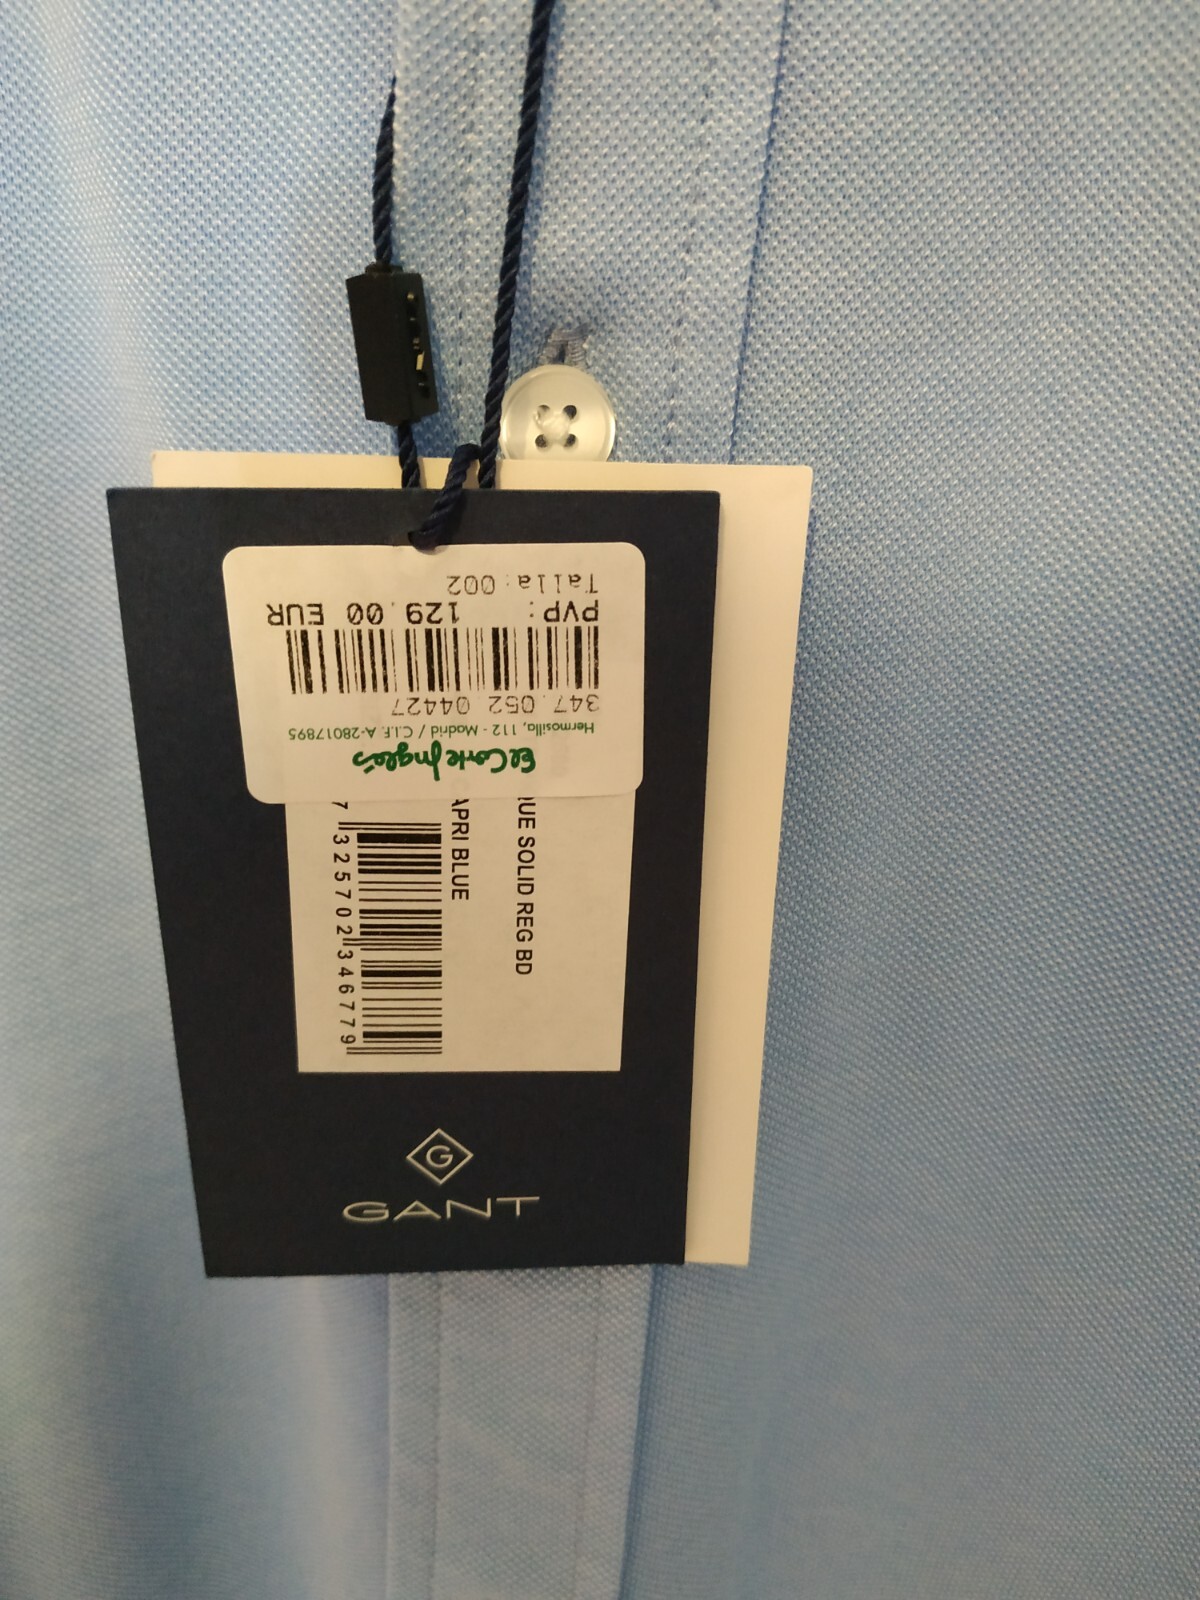 Talla:002
PVP: 129.00 EUR
347.052 04427
Hermosilla, 112 - Madrid / C.I.F. A-28017895
El Corte Inglés
QUE SOLID REG BD
APRI BLUE
7 325702 346779
G
GANT